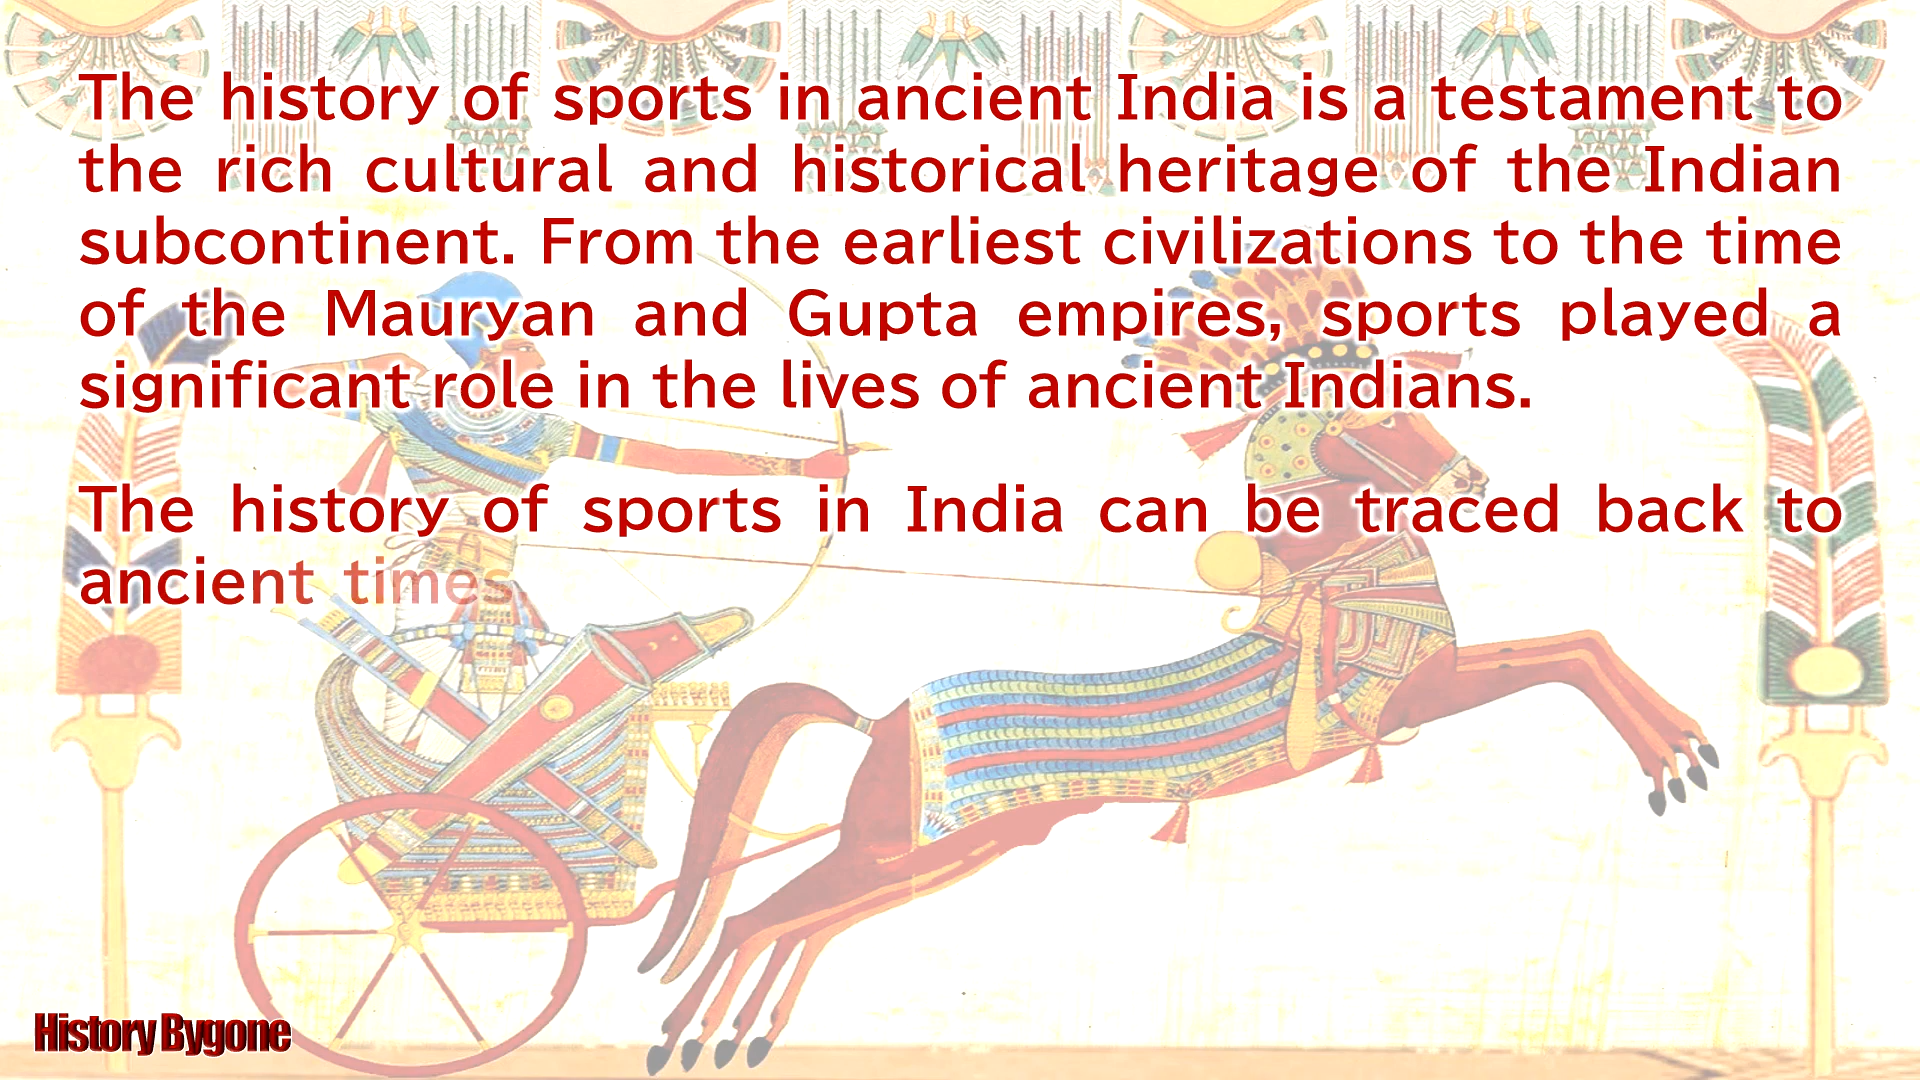 The history of sports in ancient India is a testament to
the rich cultural and historical heritage of the Indian
subcontinent. From the earliest civilizations to the time
of the Mauryan and Gupta empires, sports played a
significant role in the lives of ancient Indians.
The history of sports in India can be traced back to
ancient times.
History Bygone